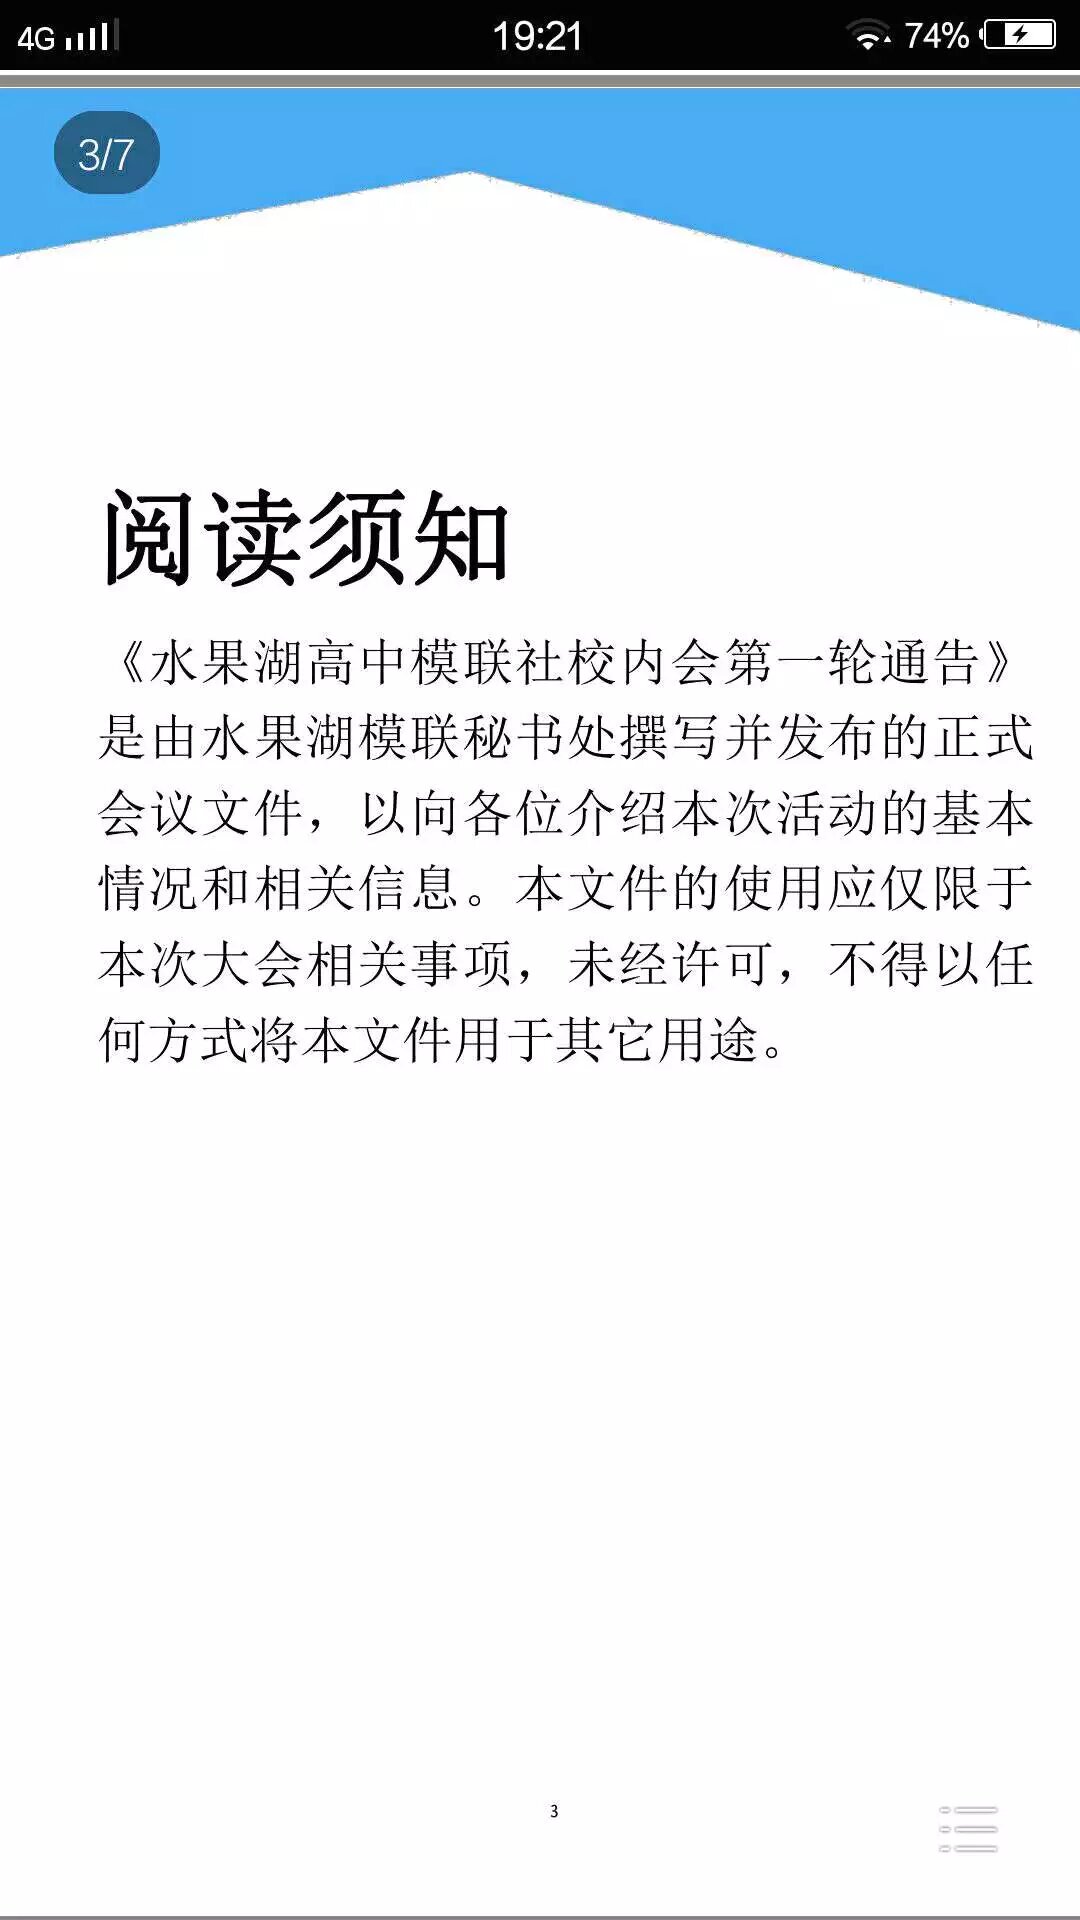 4G 19:21 74%
3/7
阅读须知
《水果湖高中模联社校内会第一轮通告》
是由水果湖模联秘书处撰写并发布的正式
会议文件，以向各位介绍本次活动的基本
情况和相关信息。本文件的使用应仅限于
本次大会相关事项，未经许可，不得以任
何方式将本文件用于其它用途。
3